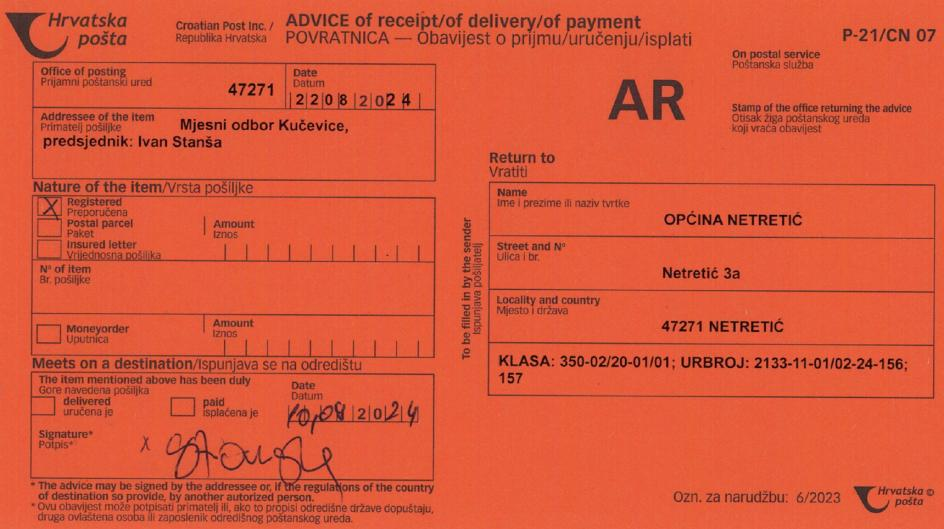 Hrvatska
pošta
Croatian Post Inc. /
Republika Hrvatska
ADVICE of receipt/of delivery/of payment
POVRATNICA — Obavijest o prijmu/uručenju/isplati
P-21/CN 07
Office of posting
Prijamni poštanski ured
47271
Date
Datum
22082024
Addressee of the item
Primatelj pošiljke
Mjesni odbor Kučevice,
predsjednik: Ivan Stanša
Nature of the item/Vrsta pošiljke
X
Registered
Preporučena
Postal parcel
Paket
Amount
Iznos
Insured letter
Vrijednosna pošiljka
Nº of item
Br. pošiljke
Moneyorder
Uputnica
Amount
Iznos
Meets on a destination/Ispunjava se na odredištu
The item mentioned above has been duly
Gore navedena pošiljka
delivered
uručena je
paid
isplaćena je
Date
Datum
2024
Signature*
Potpis*
x
* The advice may be signed by the addressee or, if the regulations of the country
of destination so provide, by another autorized person.
* Ovu obavijest može potpisati primatelj ili, ako to propisi odredišne države dopuštaju,
druga ovlaštena osoba ili zaposlenik odredišnog poštanskog ureda.
AR
On postal service
Poštanska služba
Stamp of the office returning the advice
Otisak žiga poštanskog ureda
koji vraća obavijest
Return to
Vratiti
To be filled in by the sender
Ispunjava pošiljatelj
Name
Ime i prezime ili naziv tvrtke
OPĆINA NETRETIĆ
Street and Nº
Ulica i br.
Netretić 3a
Locality and country
Mjesto i država
47271 NETRETIĆ
KLASA: 350-02/20-01/01; URBROJ: 2133-11-01/02-24-156;
157
Ozn. za narudžbu: 6/2023
Hrvatska ©
pošta